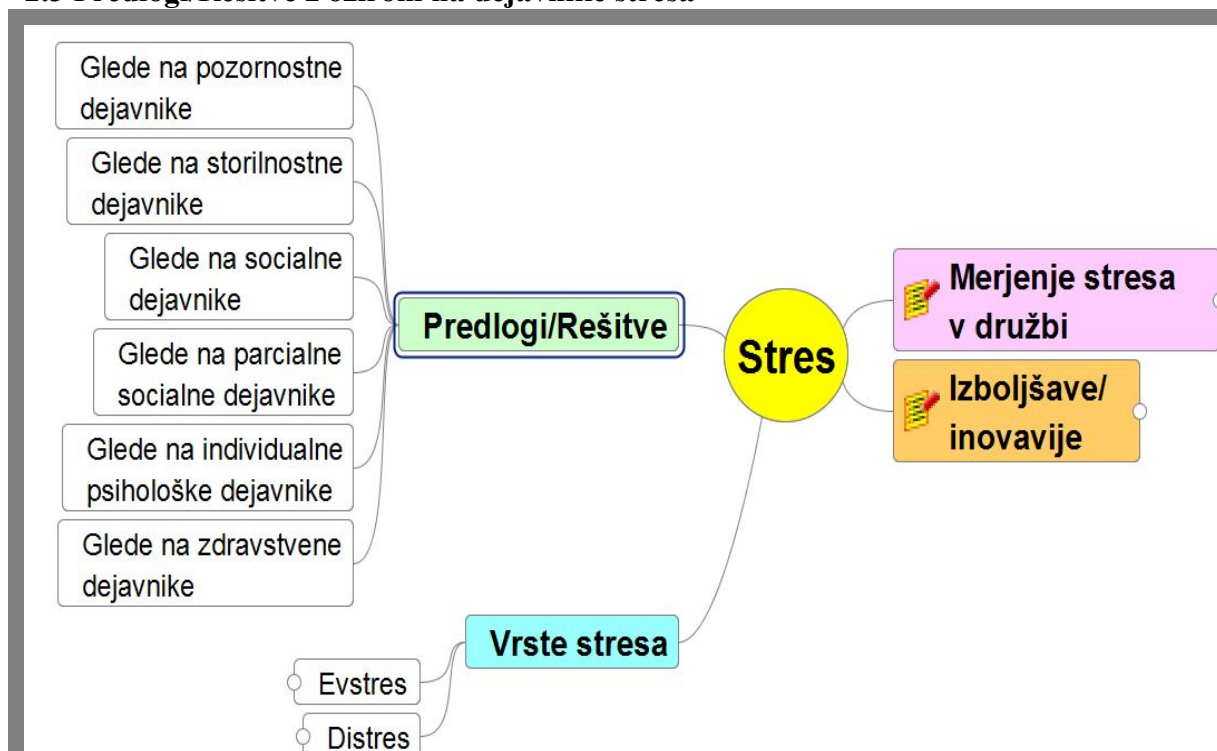 Glede na pozornostne
dejavnike
Glede na storilnostne
dejavnike
Glede na socialne
dejavnike
Glede na parcialne
socialne dejavnike
Glede na individualne
psihološke dejavnike
Glede na zdravstvene
dejavnike
Predlogi/Rešitve
Stres
Merjenje stresa
v družbi
Izboljšave/
inovavije
Vrste stresa
Evstres
Distres